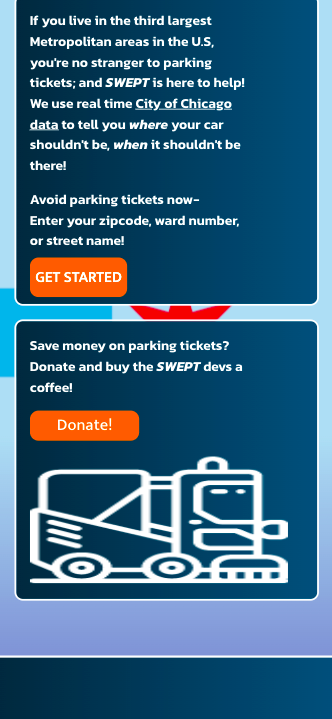 If you live in the third largest
Metropolitan areas in the U.S,
you're no stranger to parking
tickets; and SWEPT is here to help!
We use real time City of Chicago
data to tell you where your car
shouldn't be, when it shouldn't be
there!
Avoid parking tickets now-
Enter your zipcode, ward number,
or street name!
GET STARTED
Save money on parking tickets?
Donate and buy the SWEPT devs a
coffee!
Donate!